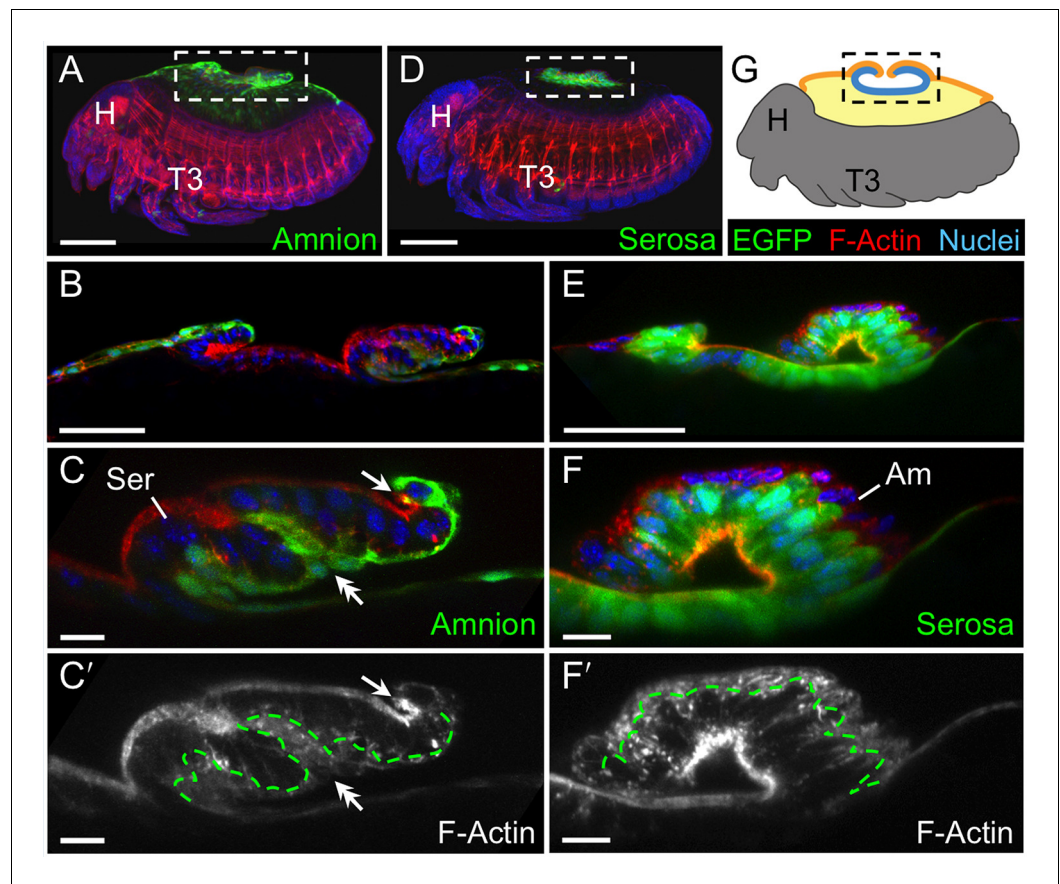 A
H
T3
Amnion
D
H
T3
Serosa
G
H
T3
EGFP F-Actin Nuclei
B
E
C
Ser
Amnion
F
Am
Serosa
C′
F-Actin
F′
F-Actin